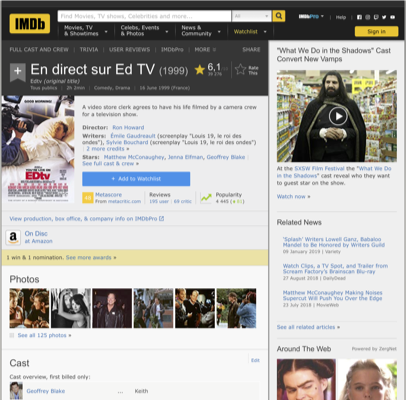 IMDb
Find Movies, TV shows, Celebrities and more...
All
IMDbPro
Help
Movies, TV
& Showtimes
Celebs, Events
& Photos
News &
Community
Watchlist
Sign in
FULL CAST AND CREW | TRIVIA | USER REVIEWS | IMDbPro | MORE
SHARE
+ En direct sur Ed TV (1999)
Edtv (original title)
Tous publics | 2h 2min | Comedy, Drama | 16 June 1999 (France)
6,1
Rate
This
EDtv
A video store clerk agrees to have his life filmed by a camera crew
for a television show.
Director: Ron Howard
Writers: Émile Gaudreault (screenplay "Louis 19, le roi des
ondes"), Sylvie Bouchard (screenplay "Louis 19, le roi des ondes")
| 2 more credits »
Stars: Matthew McConaughey, Jenna Elfman, Geoffrey Blake |
See full cast & crew »
+ Add to Watchlist
Metascore
From metacritic.com
Reviews
195 user | 69 critic
Popularity
4 445
View production, box office, & company info on IMDbPro
a
On Disc
at Amazon
1 win & 1 nomination. See more awards »
Photos
See all 125 photos »
Cast
Edit
Cast overview, first billed only:
Geoffrey Blake ... Keith
"What We Do in the Shadows" Cast
Convert New Vamps
At the SXSW Film Festival the "What We
Do in the Shadows" cast reveal who they
want to guest star on the show.
Watch now »
Related News
'Splash' Writers Lowell Ganz, Babaloo
Mandel to Be Honored by Writers Guild
09 January 2019 | Variety
Watch Clips, a TV Spot, and Trailer from
Scream Factory's Brainscan Blu-ray
27 August 2018 | DailyDead
Matthew McConaughey Making Noises
Supercut Will Push You Over the Edge
23 July 2018 | MovieWeb
See all related articles »
Around The Web
Powered by ZergNet